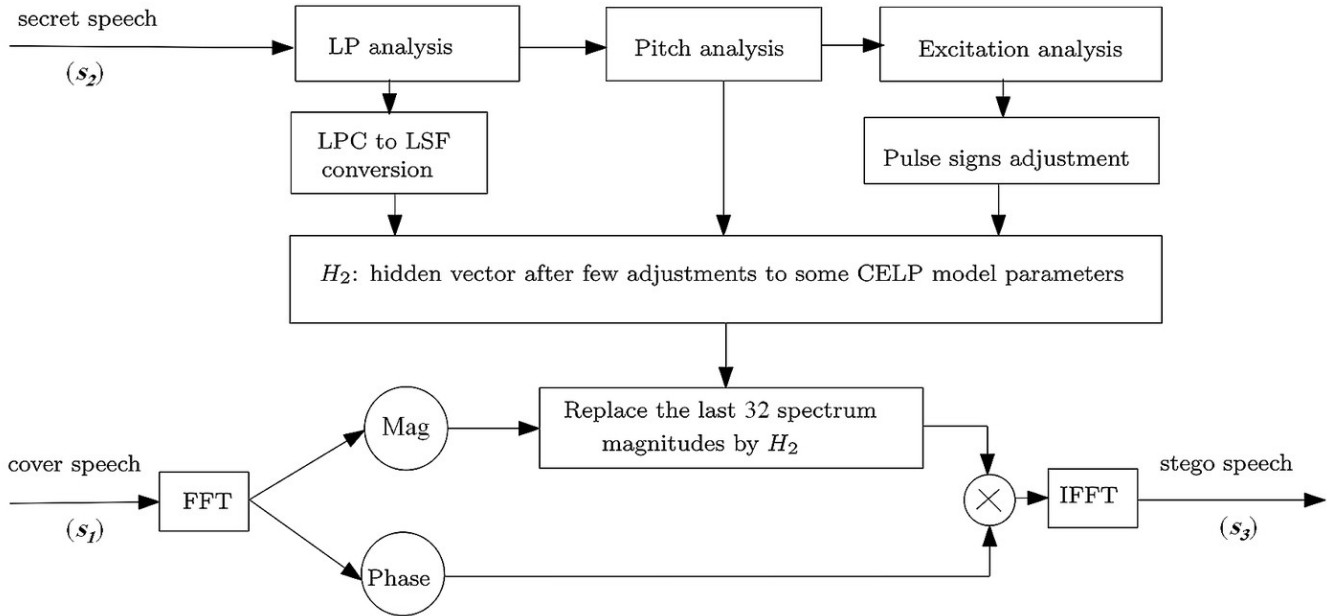 secret speech
(s₂)
LP analysis
Pitch analysis
Excitation analysis
LPC to LSF
conversion
Pulse signs adjustment
H₂: hidden vector after few adjustments to some CELP model parameters
Replace the last 32 spectrum
magnitudes by H₂
Mag
cover speech
(s₁)
FFT
Phase
×
IFFT
stego speech
(s₃)